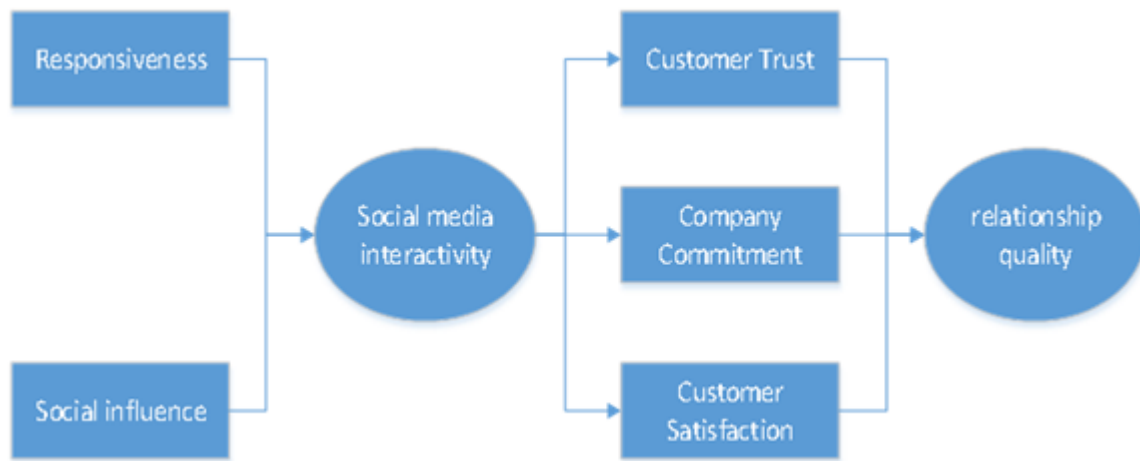 Responsiveness
Customer Trust
Social media
interactivity
Company
Commitment
relationship
quality
Social influence
Customer
Satisfaction